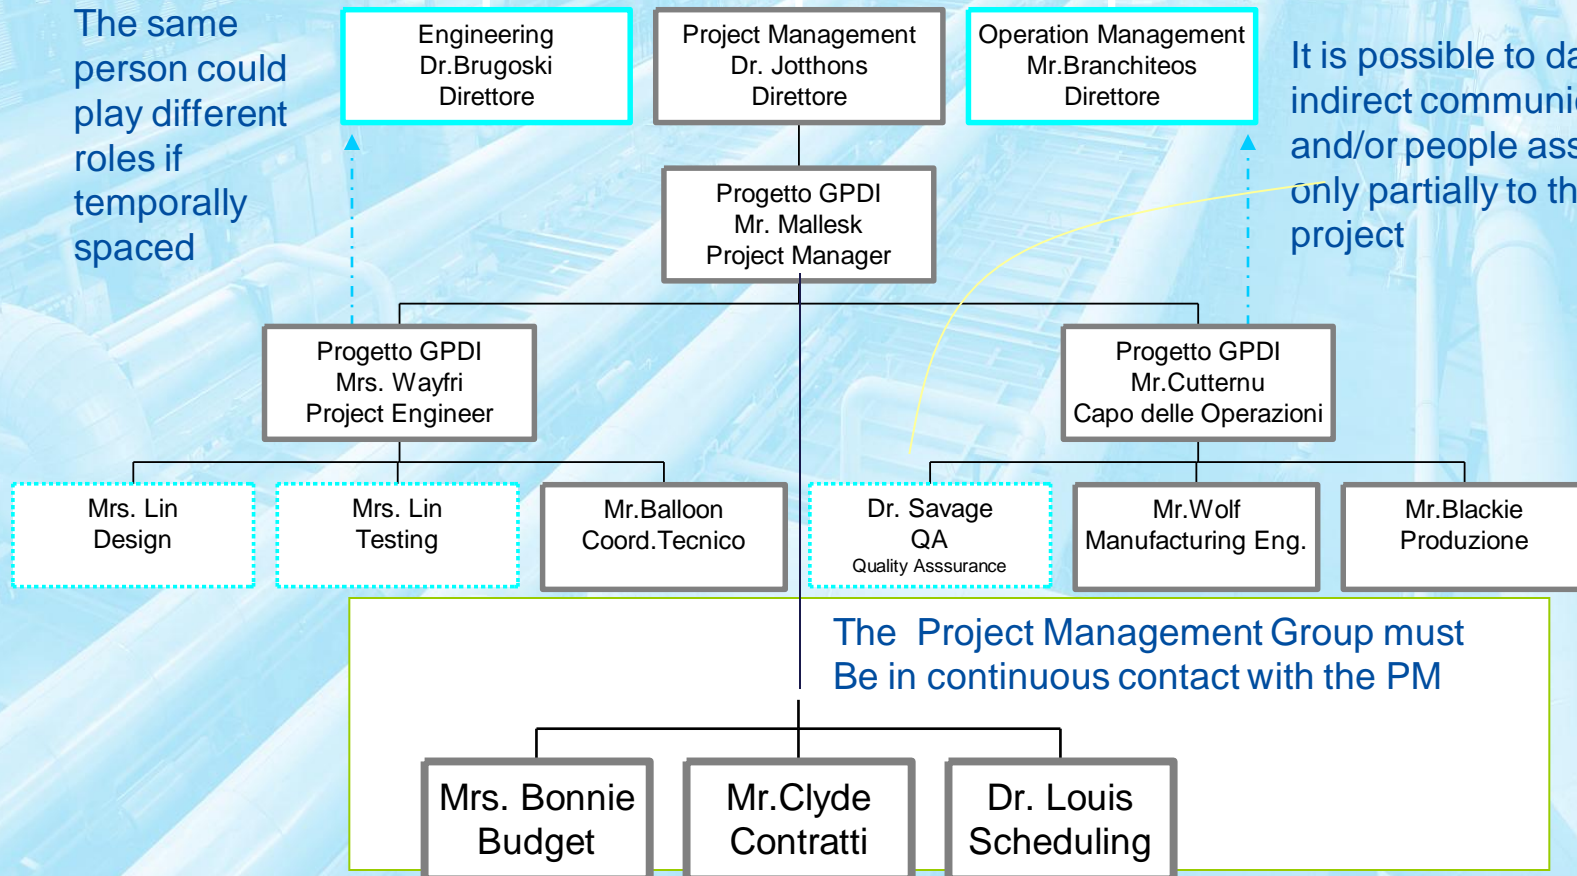 The same
person could
play different
roles if
temporally
spaced
Engineering
Dr.Brugoski
Direttore
Project Management
Dr. Jotthons
Direttore
Operation Management
Mr.Branchiteos
Direttore
It is possible to
indirect
and/or people
only partially to
project
Progetto GPDI
Mr. Mallesk
Project Manager
Progetto GPDI
Mrs. Wayfri
Project Engineer
Progetto GPDI
Mr.Cutternu
Capo delle Operazioni
Mrs. Lin
Design
Mrs. Lin
Testing
Mr.Balloon
Coord.Tecnico
Dr. Savage
QA
Quality Asssurance
Mr.Wolf
Manufacturing Eng.
Mr.Blackie
Produzione
The Project Management Group must
Be in continuous contact with the PM
Mrs. Bonnie
Budget
Mr.Clyde
Contratti
Dr. Louis
Scheduling